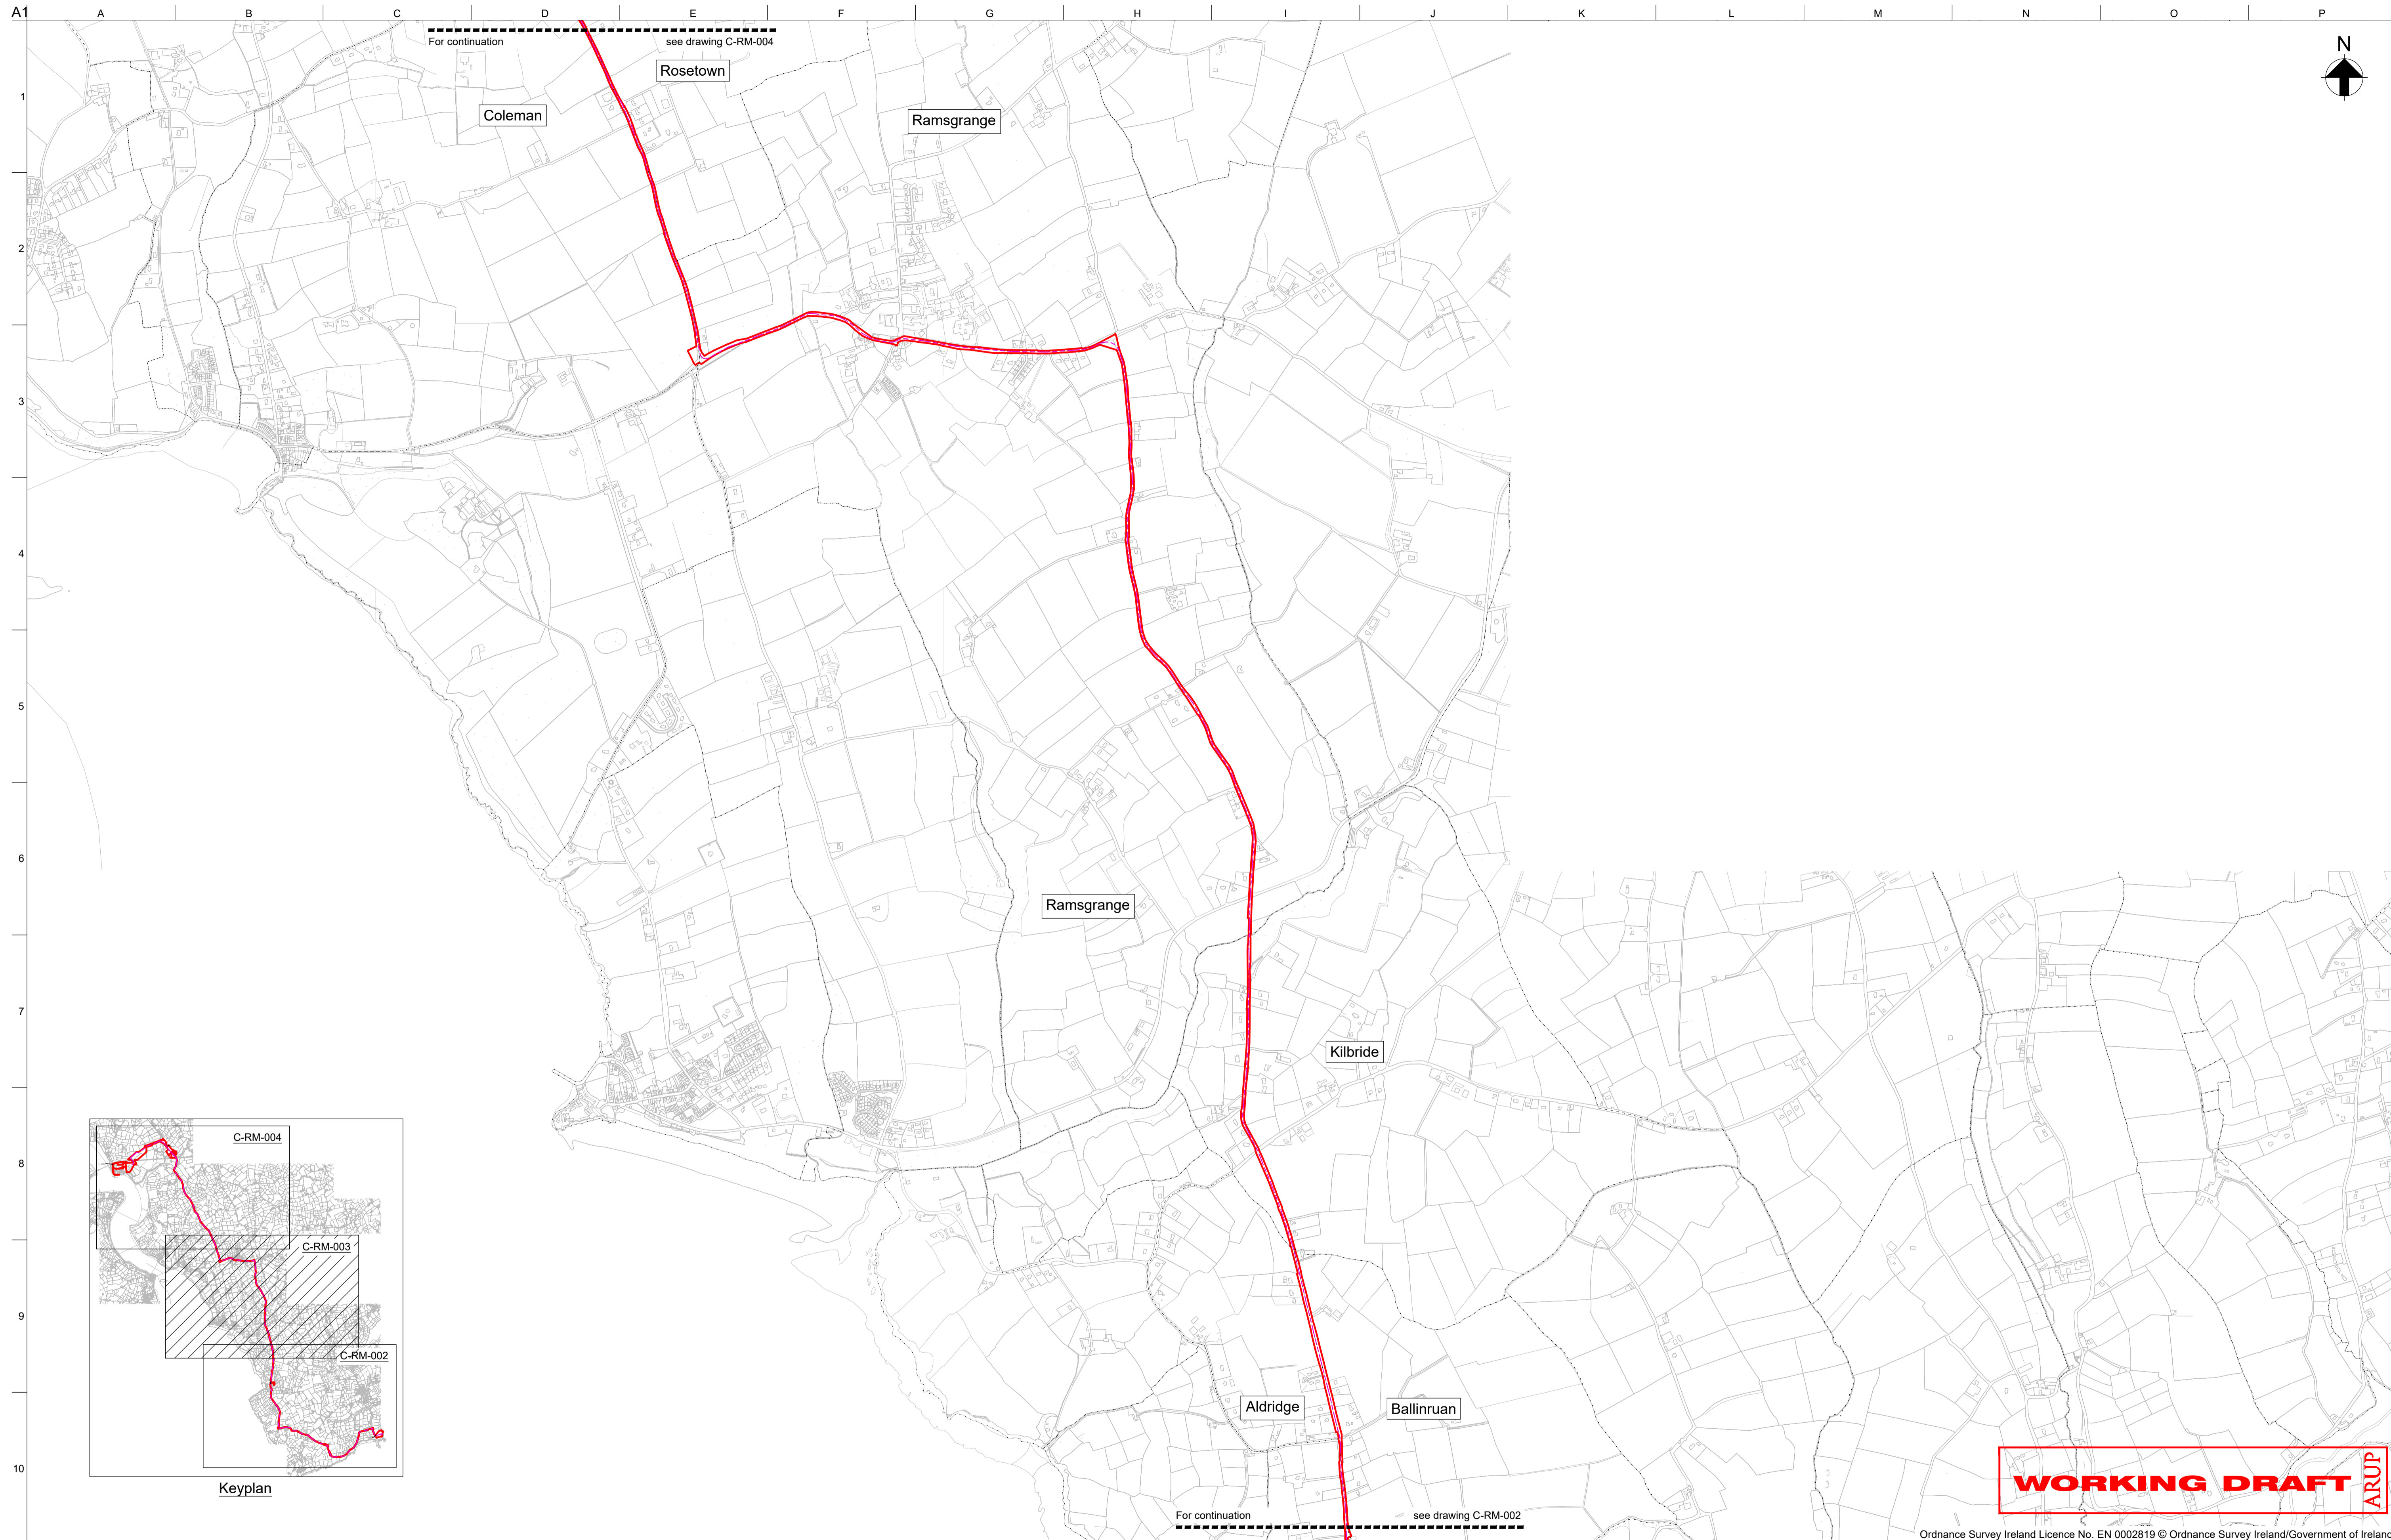 A1
A B C D E F G H I J K L M N O P
For continuation see drawing C-RM-004
N
Rosetown
1
Coleman
Ramsgrange
2
3
4
5
6
Ramsgrange
7
Kilbride
C-RM-004
8
C-RM-003
9
C-RM-002
Aldridge
Ballinruan
10
Keyplan
WORKING DRAFT
ARUP
For continuation see drawing C-RM-002
Ordnance Survey Ireland Licence No. EN 0002819 © Ordnance Survey Ireland/Government of Ireland